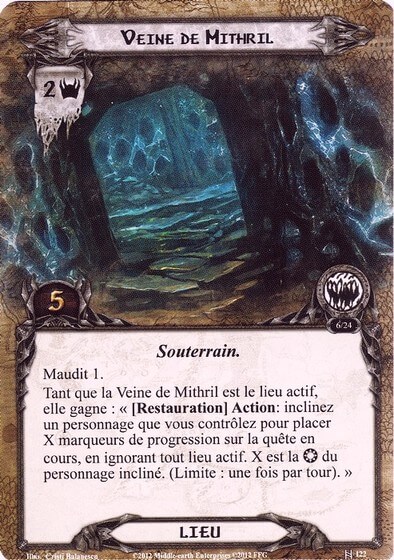 Veine de Mithril
2
5
6/24
Souterrain.
Maudit 1.
Tant que la Veine de Mithril est le lieu actif,
elle gagne : « [Restauration] Action: inclinez
un personnage que vous contrôlez pour placer
X marqueurs de progression sur la quête en
cours, en ignorant tout lieu actif. X est la du
personnage incliné. (Limite : une fois par tour). »
LIEU
Illus. Cristi Balanescu
©2012 Middle-earth Enterprises ©2012 FFG
122